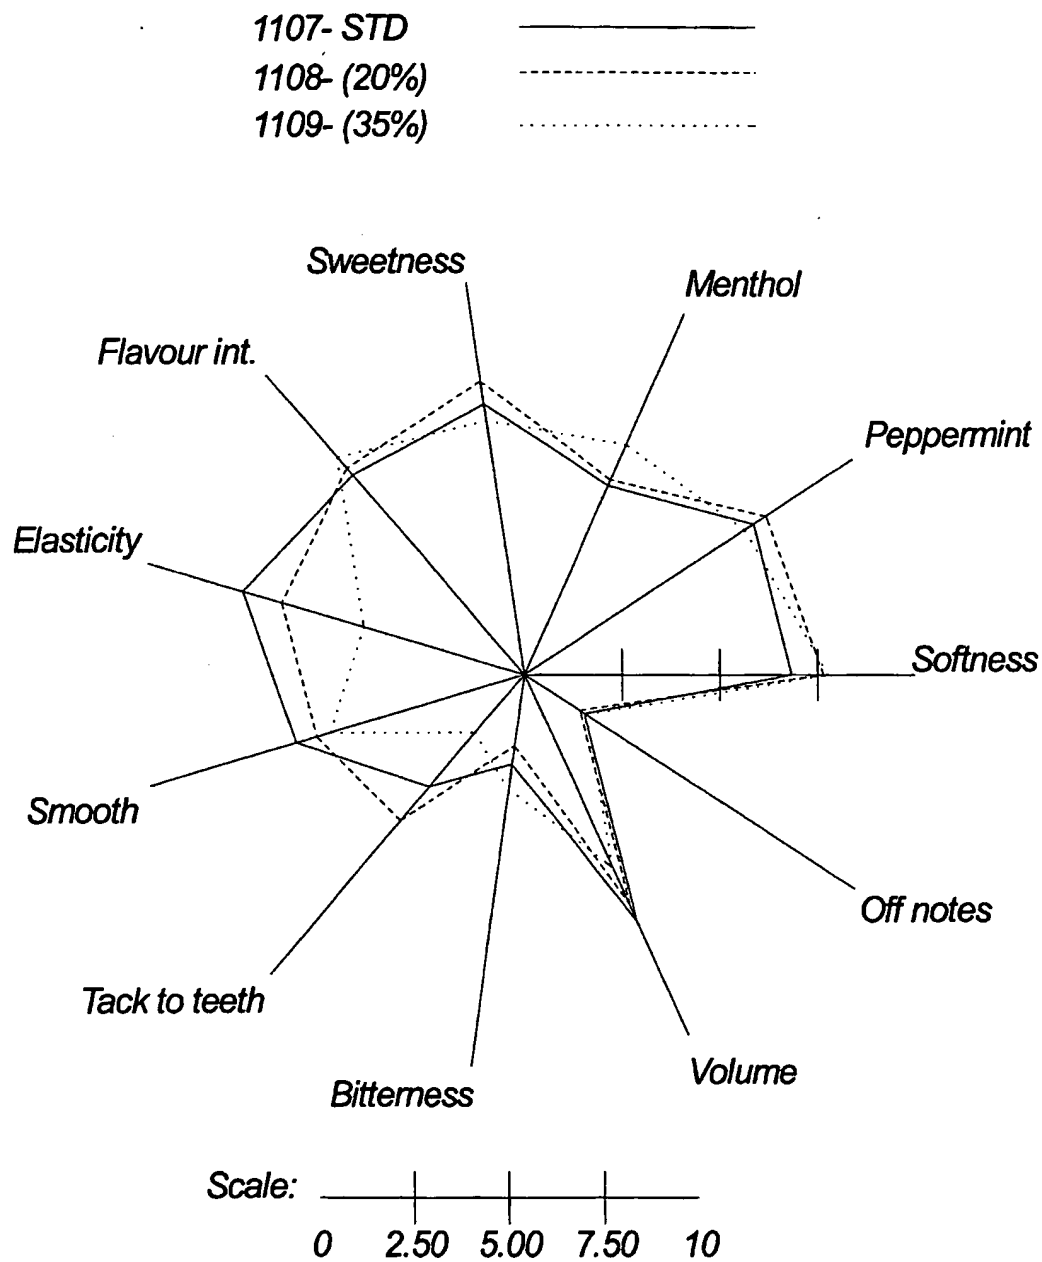 1107- STD
1108- (20%)
1109- (35%)
Sweetness
Menthol
Flavour int.
Peppermint
Elasticity
Softness
Smooth
Off notes
Tack to teeth
Volume
Bitterness
Scale:
0 2.50 5.00 7.50 10